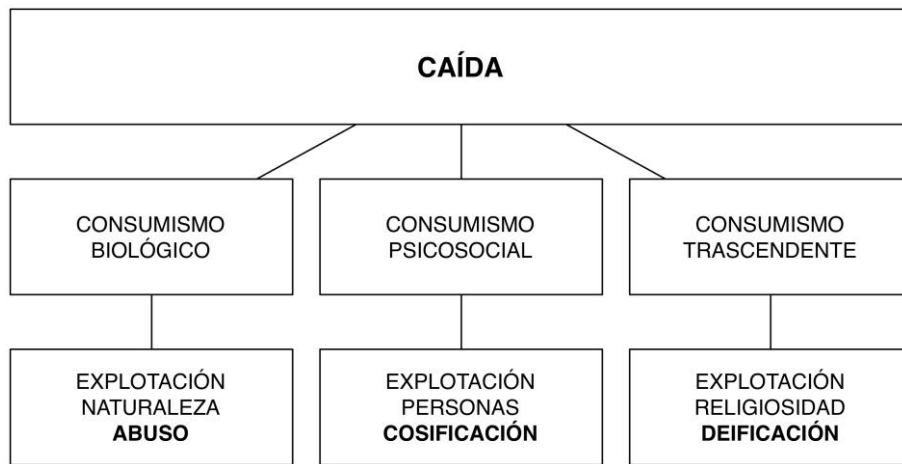 CAÍDA
CONSUMISMO
BIOLÓGICO
CONSUMISMO
PSICOSOCIAL
CONSUMISMO
TRASCENDENTE
EXPLOTACIÓN
NATURALEZA
ABUSO
EXPLOTACIÓN
PERSONAS
COSIFICACIÓN
EXPLOTACIÓN
RELIGIOSIDAD
DEIFICACIÓN